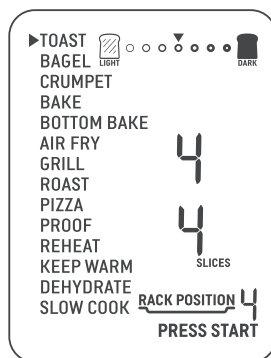 TOAST
LIGHT DARK
BAGEL
CRUMPET
BAKE
BOTTOM BAKE
AIR FRY
4
GRILL
ROAST
PIZZA
PROOF
4
REHEAT
KEEP WARM
SLICES
DEHYDRATE
SLOW COOK
RACK POSITION 4
PRESS START